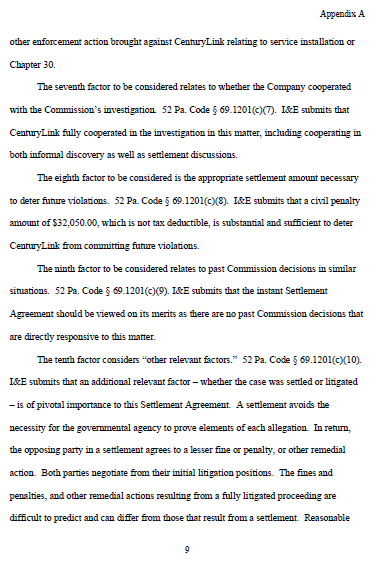 Appendix A
other enforcement action brought against CenturyLink relating to service installation or
Chapter 30.
The seventh factor to be considered relates to whether the Company cooperated
with the Commission's investigation.  52 Pa. Code § 69.1201(c)(7).  I&E submits that
CenturyLink fully cooperated in the investigation in this matter, including cooperating in
both informal discovery as well as settlement discussions.
The eighth factor to be considered is the appropriate settlement amount necessary
to deter future violations.  52 Pa. Code § 69.1201(c)(8).  I&E submits that a civil penalty
amount of $32,050.00, which is not tax deductible, is substantial and sufficient to deter
CenturyLink from committing future violations.
The ninth factor to be considered relates to past Commission decisions in similar
situations.  52 Pa. Code § 69.1201(c)(9). I&E submits that the instant Settlement
Agreement should be viewed on its merits as there are no past Commission decisions that
are directly responsive to this matter.
The tenth factor considers “other relevant factors.”  52 Pa. Code § 69.1201(c)(10).
I&E submits that an additional relevant factor – whether the case was settled or litigated
– is of pivotal importance to this Settlement Agreement.  A settlement avoids the
necessity for the governmental agency to prove elements of each allegation.  In return,
the opposing party in a settlement agrees to a lesser fine or penalty, or other remedial
action.  Both parties negotiate from their initial litigation positions.  The fines and
penalties, and other remedial actions resulting from a fully litigated proceeding are
difficult to predict and can differ from those that result from a settlement.  Reasonable
9